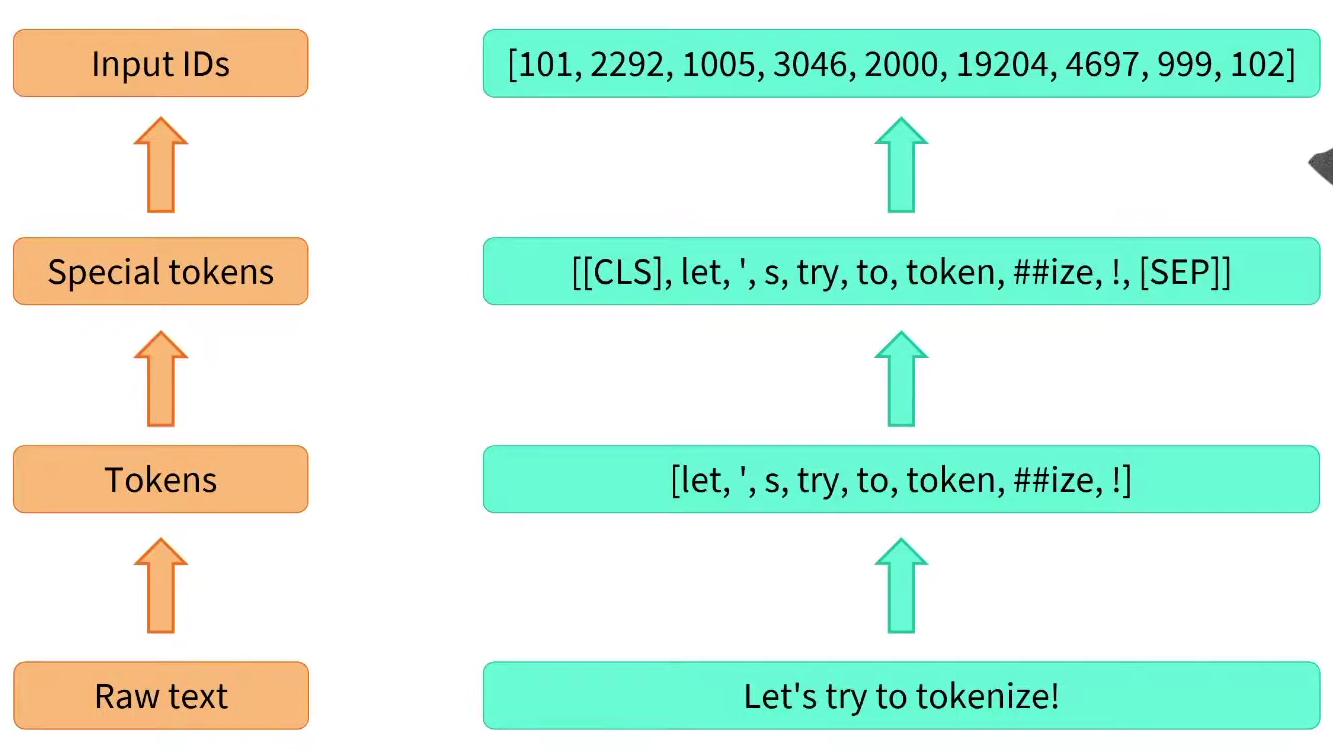 Input IDs
[101, 2292, 1005, 3046, 2000, 19204, 4697, 999, 102]
Special tokens
[[CLS], let, ', s, try, to, token, ##ize, !, [SEP]]
Tokens
[let, ', s, try, to, token, ##ize, !]
Raw text
Let's try to tokenize!